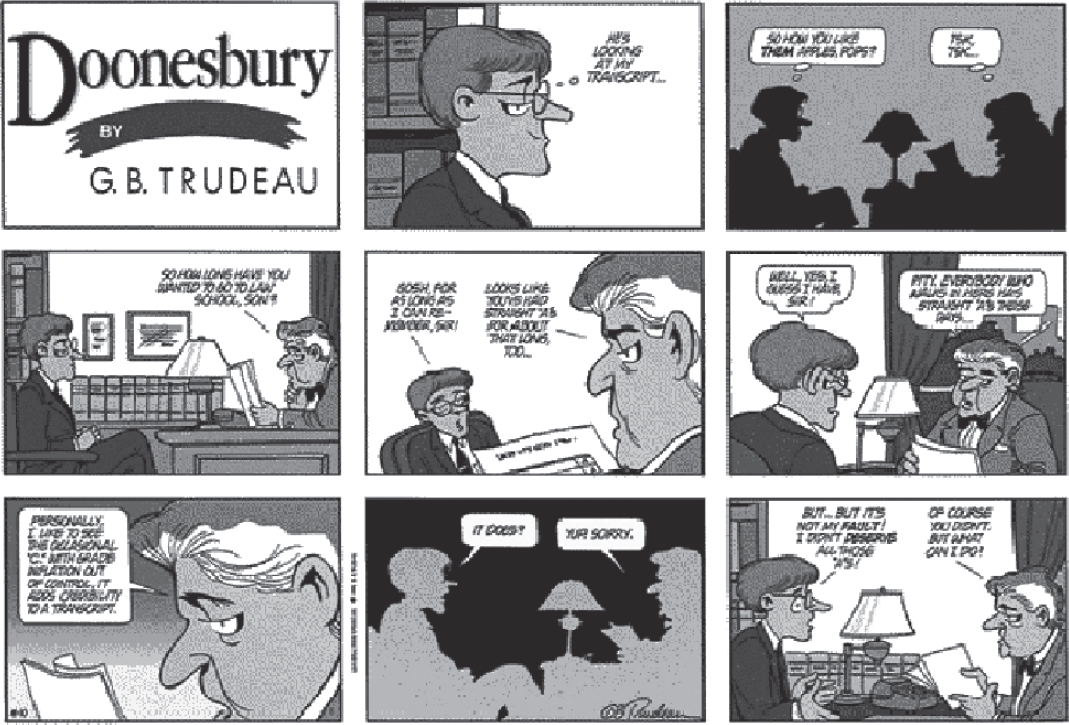 Doonesbury
BY
G. B. TRUDEAU
HE'S
LOOKING
AT MY
TRANSCRIPT...
SO HOW YOU LIKE
THEM APPLES, POPS?
TSK,
TSK...
SO HOW LONG HAVE YOU
WANTED TO GO TO LAW
SCHOOL, SON?
GOSH, FOR
AS LONG AS
I CAN RE-
MEMBER, SIR!
LOOKS LIKE
YOU'VE HAD
STRAIGHT "A'S
FOR ABOUT
THAT LONG,
TOO...
WELL, YES, I
GUESS I HAVE,
SIR!
PITY. EVERYBODY WHO
WALKS IN HERE HAS
STRAIGHT "A'S THESE
DAYS...
PERSONALLY,
I LIKE TO SEE
THE OCCASIONAL
"C". WITH GRADE
INFLATION OUT
OF CONTROL, IT
ADDS CREDIBILITY
TO A TRANSCRIPT.
IT DOES?
YUP. SORRY.
GB Trudeau
BUT... BUT IT'S
NOT MY FAULT!
I DIDN'T DESERVE
ALL THOSE
"A'S!
OF COURSE
YOU DIDN'T.
BUT WHAT
CAN I DO?